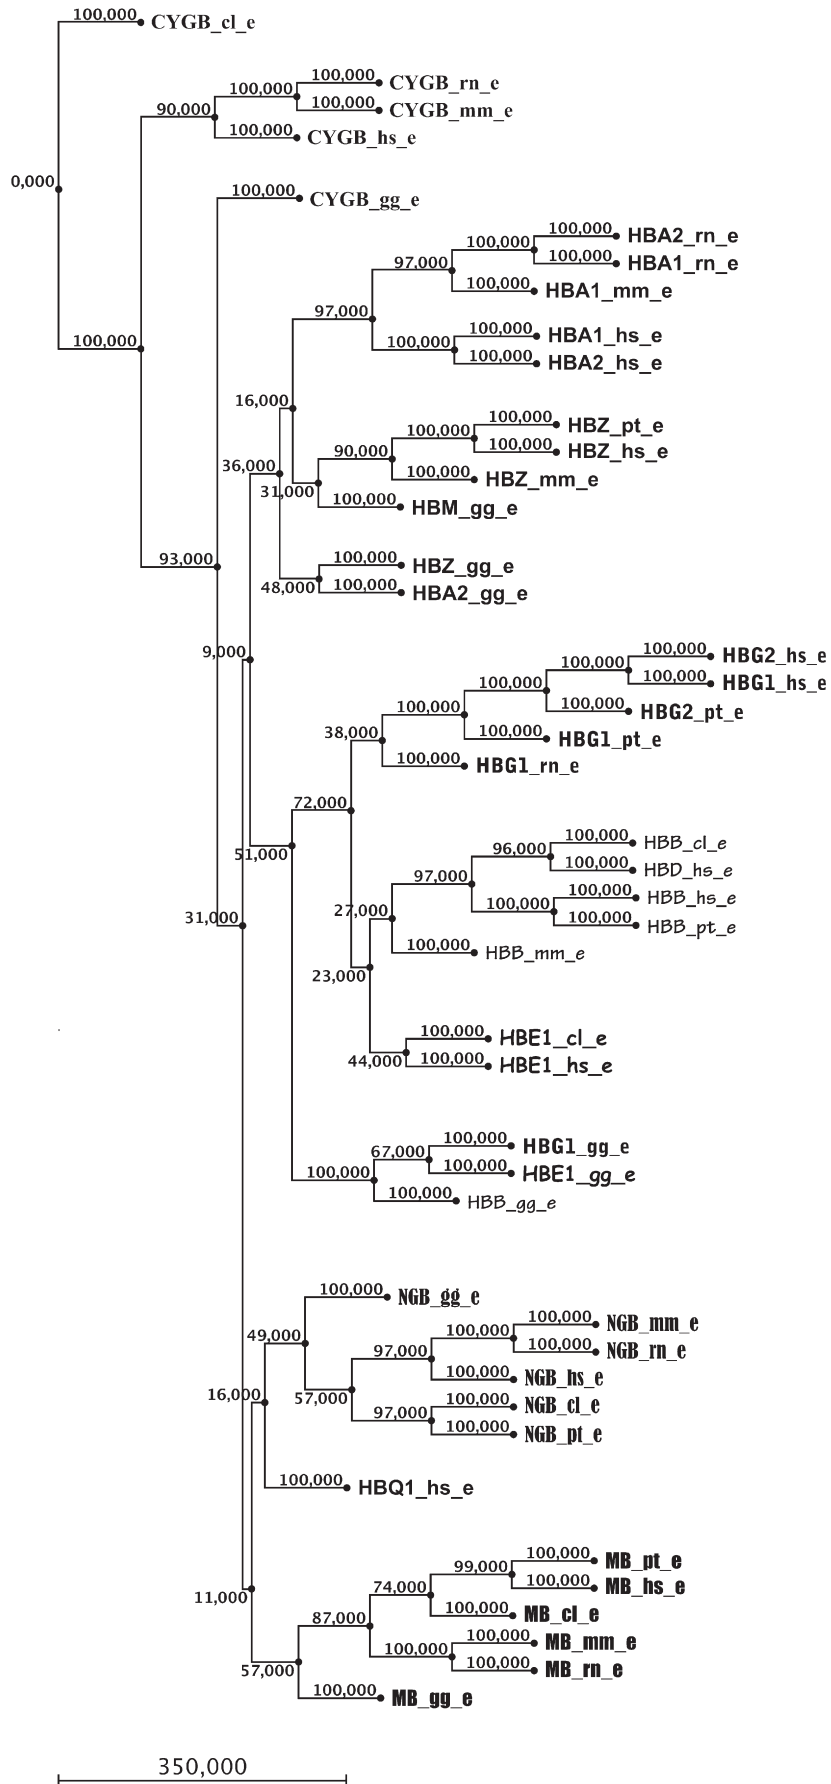 100,000 CYGB_cl_e
100,000 CYGB_rn_e
100,000
100,000 CYGB_mm_e
90,000
100,000 CYGB_hs_e
0,000
100,000 CYGB_gg_e
100,000 HBA2_rn_e
100,000
100,000 HBA1_rn_e
97,000
100,000 HBA1_mm_e
97,000
100,000 HBA1_hs_e
100,000
100,000
100,000 HBA2_hs_e
16,000
100,000 HBZ_pt_e
100,000
100,000 HBZ_hs_e
90,000
36,000
100,000 HBZ_mm_e
31,000
100,000 HBM_gg_e
93,000
100,000 HBZ_gg_e
48,000
100,000 HBA2_gg_e
9,000
100,000 HBG2_hs_e
100,000
100,000 HBG1_hs_e
100,000
100,000 HBG2_pt_e
100,000
38,000
100,000 HBG1_pt_e
100,000 HBG1_rn_e
72,000
51,000
100,000 HBB_cl_e
96,000
100,000 HBD_hs_e
97,000
100,000 HBB_hs_e
100,000
27,000
31,000
100,000 HBB_pt_e
100,000 HBB_mm_e
23,000
100,000 HBE1_cl_e
44,000
100,000 HBE1_hs_e
100,000 HBG1_gg_e
67,000
100,000
100,000 HBE1_gg_e
100,000 HBB_gg_e
100,000 NGB_gg_e
49,000
100,000 NGB_mm_e
100,000
100,000 NGB_rn_e
97,000
100,000 NGB_hs_e
16,000
57,000
100,000 NGB_cl_e
97,000
100,000 NGB_pt_e
100,000 HBQ1_hs_e
11,000
100,000 MB_pt_e
99,000
100,000 MB_hs_e
74,000
100,000 MB_cl_e
87,000
100,000 MB_mm_e
100,000
57,000
100,000 MB_rn_e
100,000 MB_gg_e
350,000